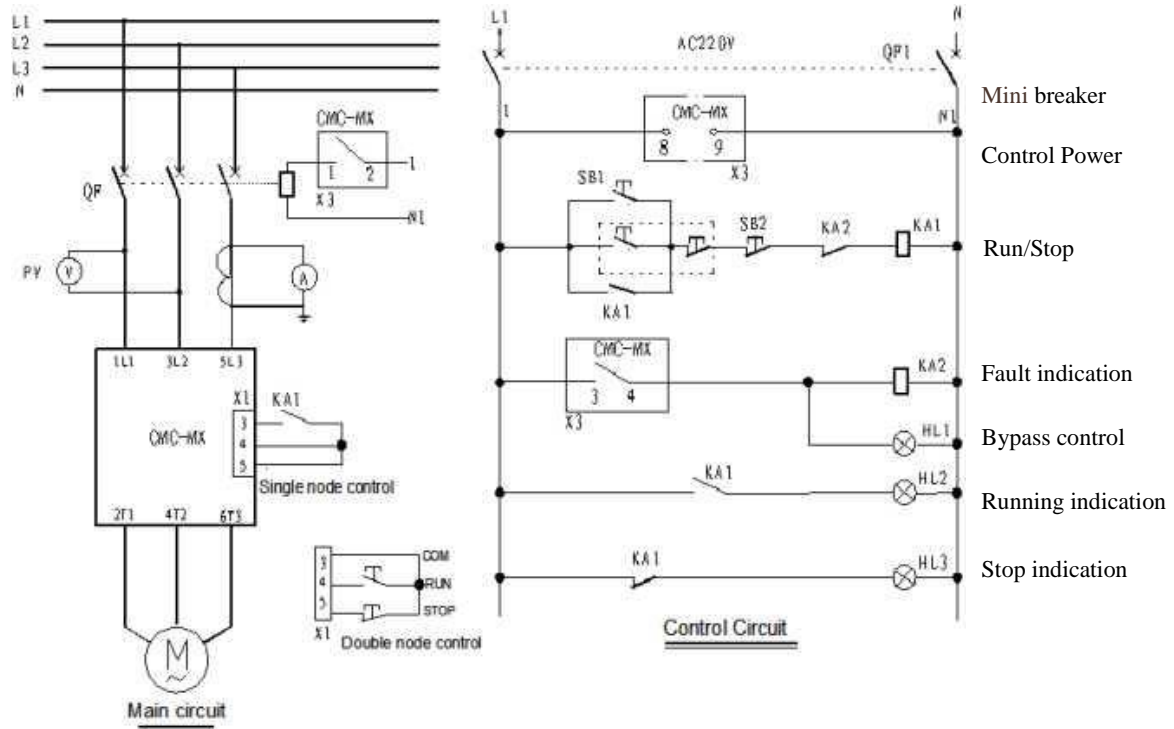 L1
L2
L3
N
QF
CMC-MX
1 2
1
X3
N1
PV
V
A
1L1 3L2 5L3
X1
KA1
3
4
5
CMC-MX
Single node control
2T1 4T2 6T3
3
4
5
COM
RUN
STOP
X1
Double node control
M
~
Main circuit
L1
N
AC220V
QF1
1
N1
Mini breaker
CMC-MX
8 9
X3
Control Power
SB1
SB2
KA2
KA1
KA1
Run/Stop
CMC-MX
3 4
X3
KA2
Fault indication
HL1
Bypass control
KA1
HL2
Running indication
KA1
HL3
Stop indication
Control Circuit